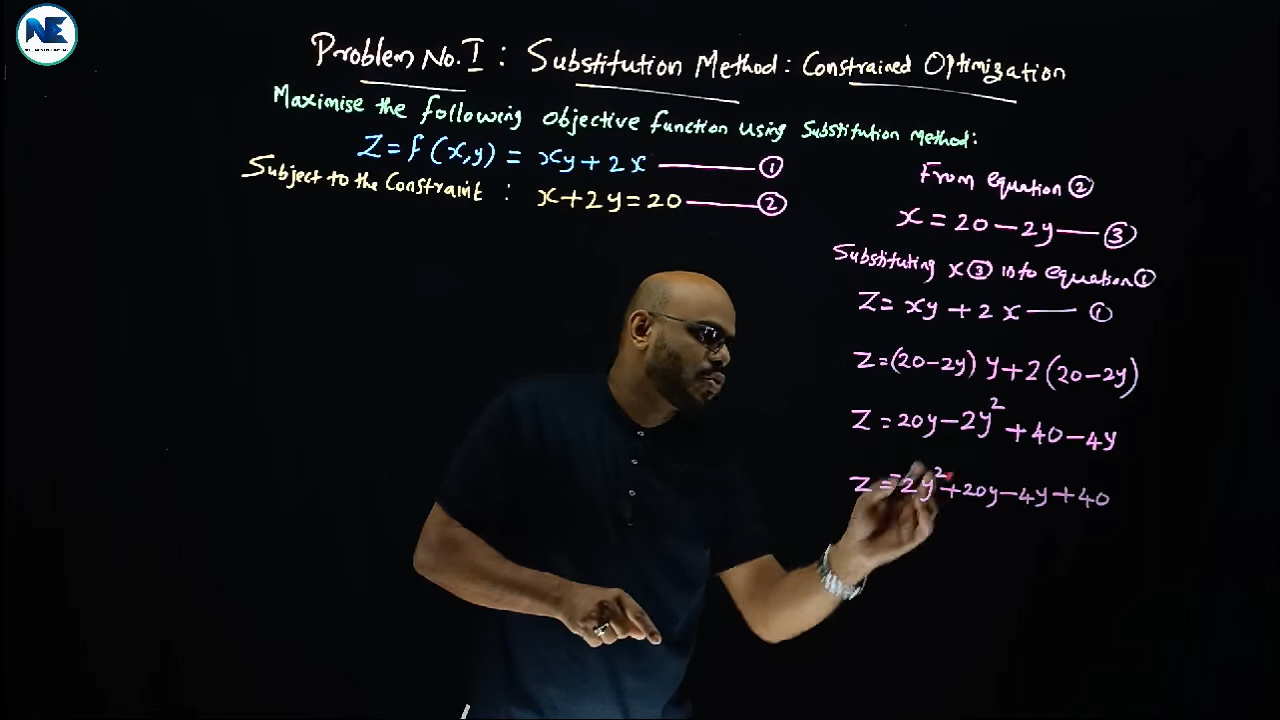 NE
Problem No. I : Substitution Method : Constrained Optimization
Maximise the following objective function using Substitution Method:
Z = f (x,y) = xy + 2x ——— ①
Subject to the Constraint : x + 2y = 20 ——— ②
From equation ②
x = 20 — 2y —— ③
Substituting x ③ into equation ①
Z = xy + 2x —— ①
Z = (20-2y) y + 2 (20-2y)
Z = 20y - 2y² + 40 - 4y
Z = -2y² + 20y - 4y + 40